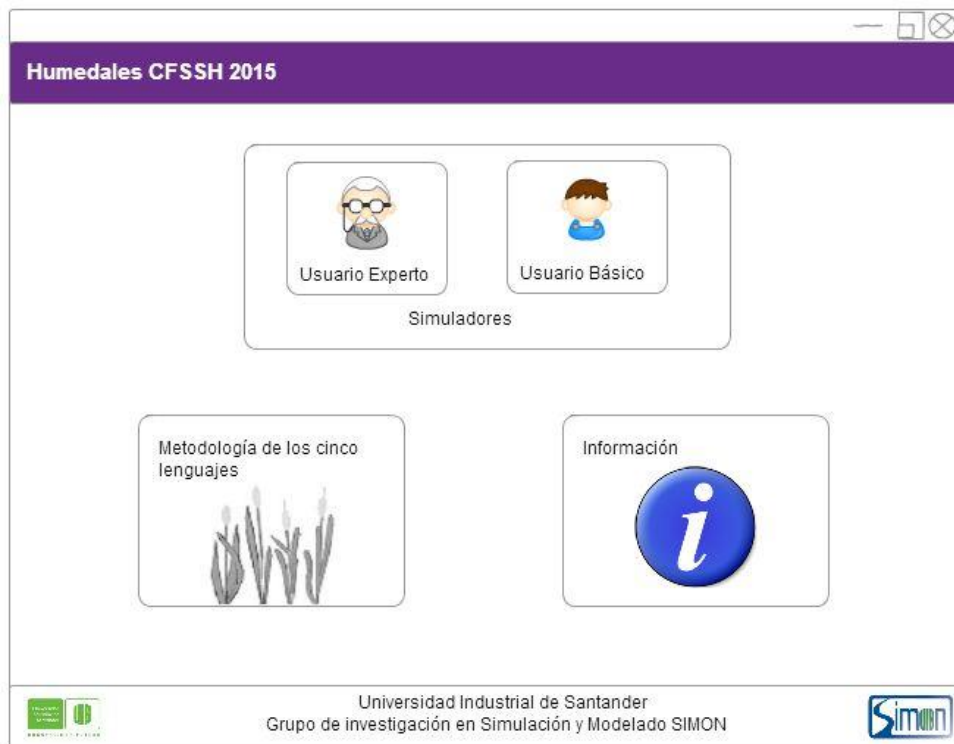 Humedales CFSSH 2015
Usuario Experto
Usuario Básico
Simuladores
Metodología de los cinco
lenguajes
Información
i
Universidad Industrial de Santander
Grupo de investigación en Simulación y Modelado SIMON
Simon